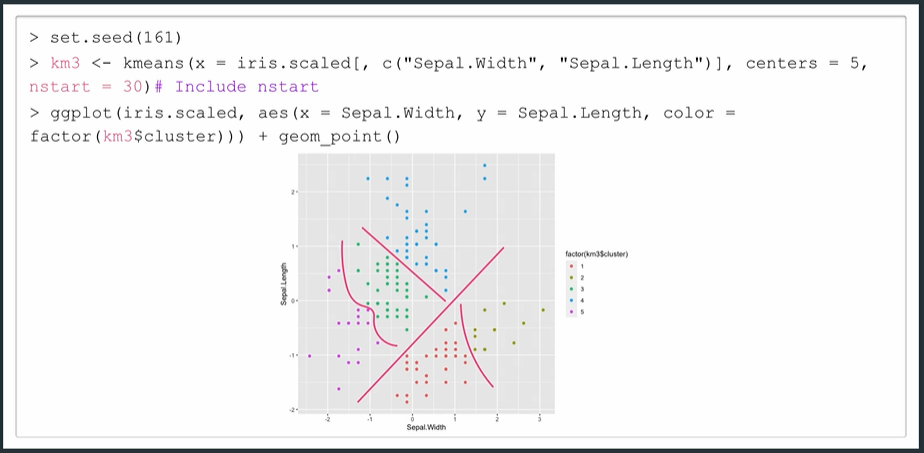 > set.seed(161)
> km3 <- kmeans(x = iris.scaled[, c("Sepal.Width", "Sepal.Length")], centers = 5,
nstart = 30)# Include nstart
> ggplot(iris.scaled, aes(x = Sepal.Width, y = Sepal.Length, color =
factor(km3$cluster))) + geom_point()
2
1
0
-1
-2
Sepal.Length
-2 -1 0 1 2 3
Sepal.Width
factor(km3$cluster)
1
2
3
4
5